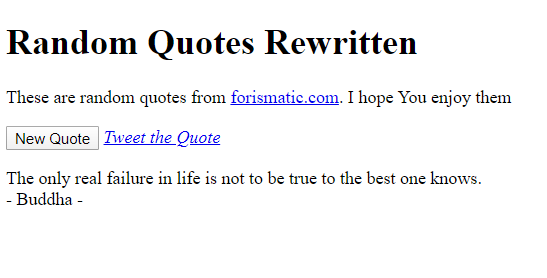 Random Quotes Rewritten
These are random quotes from forismatic.com. I hope You enjoy them
New Quote Tweet the Quote
The only real failure in life is not to be true to the best one knows.
- Buddha -